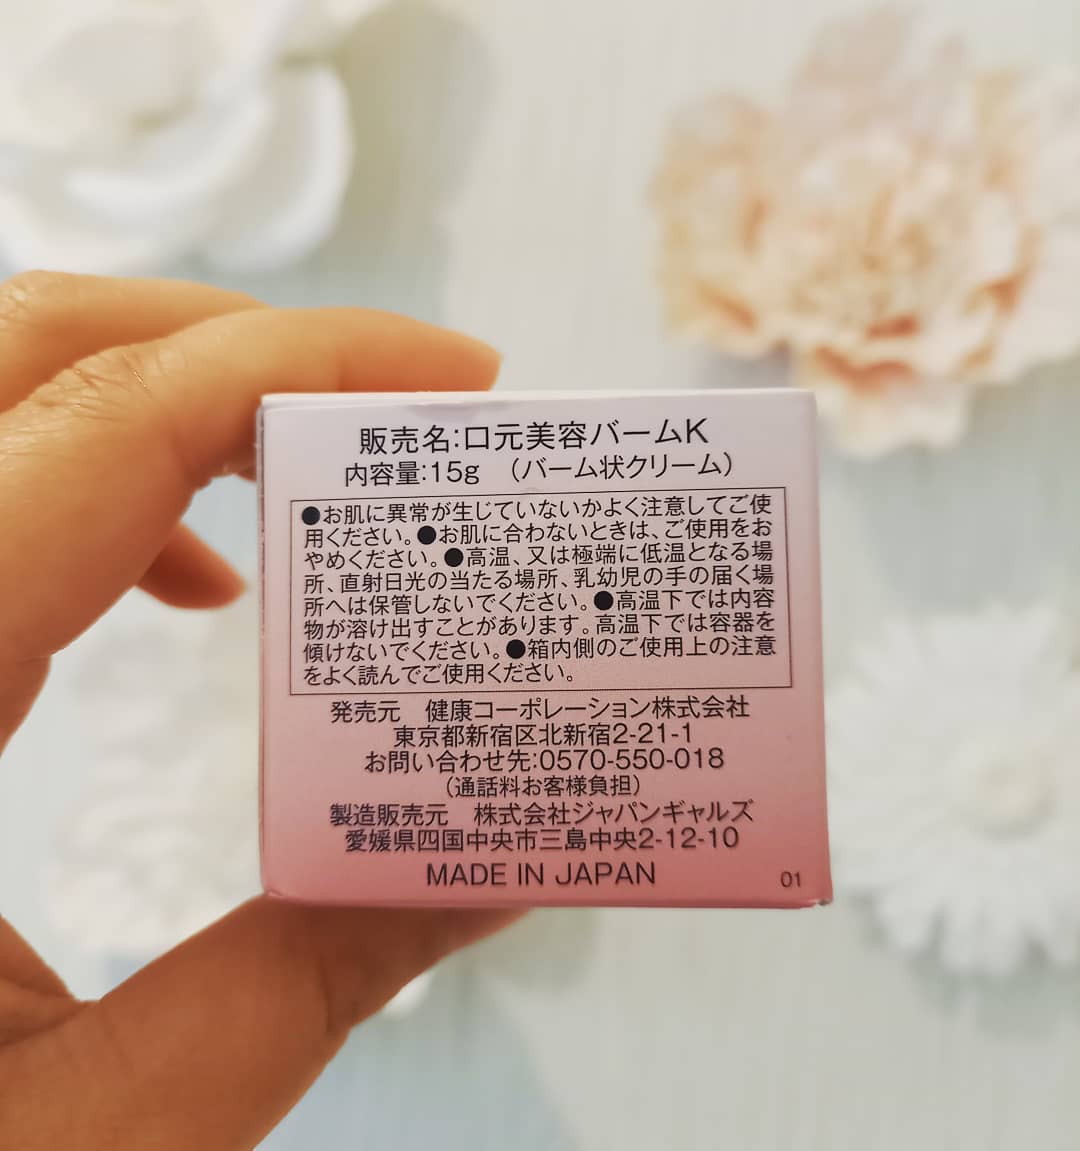 販売名:口元美容バームK
内容量:15g （バーム状クリーム）
●お肌に異常が生じていないかよく注意してご使
用ください。●お肌に合わないときは、ご使用をお
やめください。●高温、又は極端に低温となる場
所、直射日光の当たる場所、乳幼児の手の届く場
所へは保管しないでください。●高温下では内容
物が溶け出すことがあります。高温下では容器を
傾けないでください。●箱内側のご使用上の注意
をよく読んでご使用ください。
発売元 健康コーポレーション株式会社
東京都新宿区北新宿2-21-1
お問い合わせ先:0570-550-018
（通話料お客様負担）
製造販売元 株式会社ジャパンギャルズ
愛媛県四国中央市三島中央2-12-10
MADE IN JAPAN
01